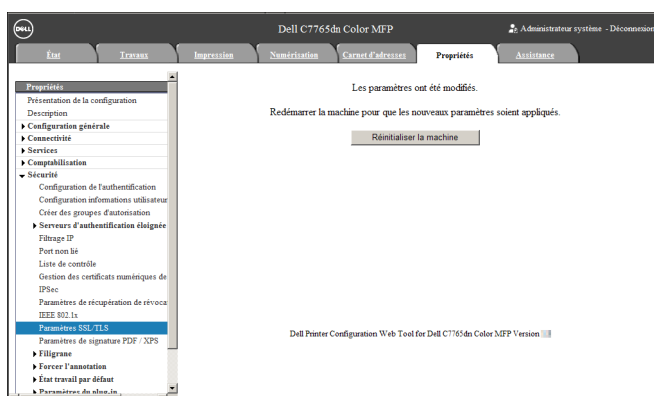 DELL
Dell C7765dn Color MFP
Administrateur système - Déconnexion
État
Travaux
Impression
Numérisation
Carnet d'adresses
Propriétés
Assistance
Propriétés
Présentation de la configuration
Description
Configuration générale
Connectivité
Services
Comptabilisation
Sécurité
Configuration de l'authentification
Configuration informations utilisateur
Créer des groupes d'autorisation
Serveurs d'authentification éloignée
Filtrage IP
Port non lié
Liste de contrôle
Gestion des certificats numériques de
IPSec
Paramètres de récupération de révoca
IEEE 802.1x
Paramètres SSL/TLS
Paramètres de signature PDF / XPS
Filigrane
Forcer l'annotation
État travail par défaut
Paramètres du plug-in
Les paramètres ont été modifiés.
Redémarrer la machine pour que les nouveaux paramètres soient appliqués.
Réinitialiser la machine
Dell Printer Configuration Web Tool for Dell C7765dn Color MFP Version